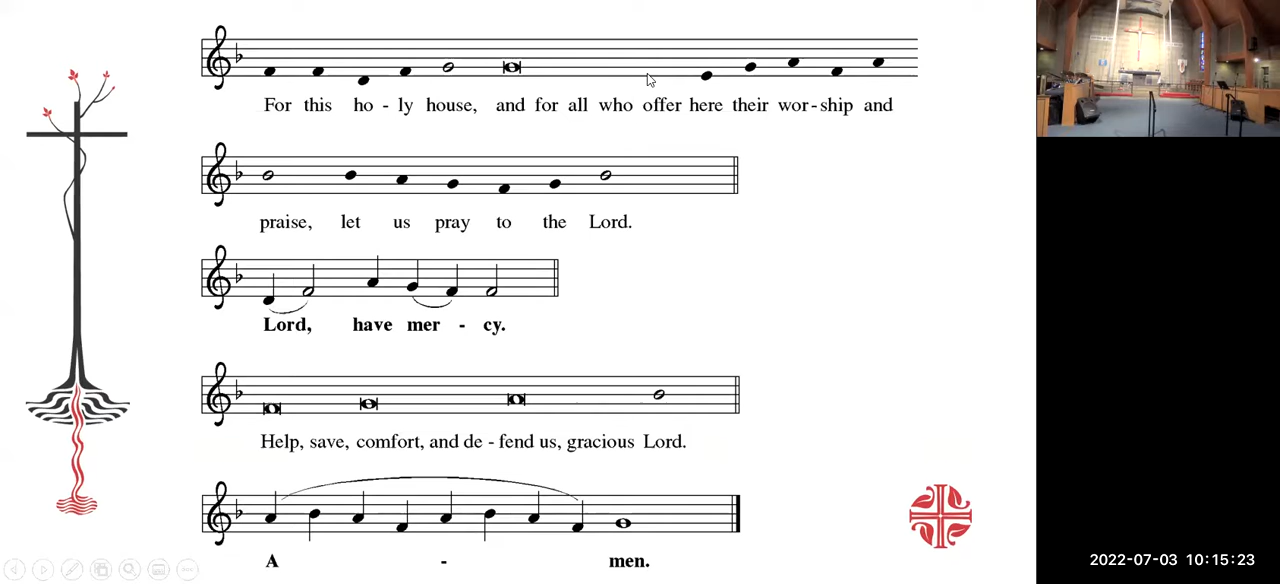 For this ho - ly house, and for all who offer here their wor - ship and
praise, let us pray to the Lord.
Lord, have mer - cy.
Help, save, comfort, and de - fend us, gracious Lord.
A - men.
2022-07-03 10:15:23